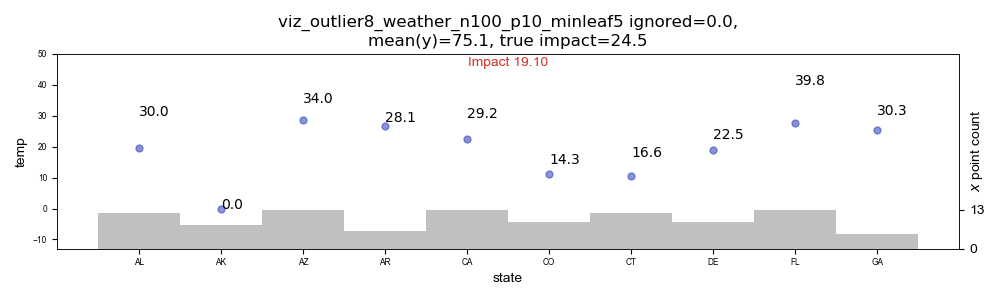 viz_outlier8_weather_n100_p10_minleaf5 ignored=0.0,
mean(y)=75.1, true impact=24.5
Impact 19.10
50
40
30
20
10
0
−10
temp
30.0
0.0
34.0
28.1
29.2
14.3
16.6
22.5
39.8
30.3
x point count
13
0
AL AK AZ AR CA CO CT DE FL GA
state